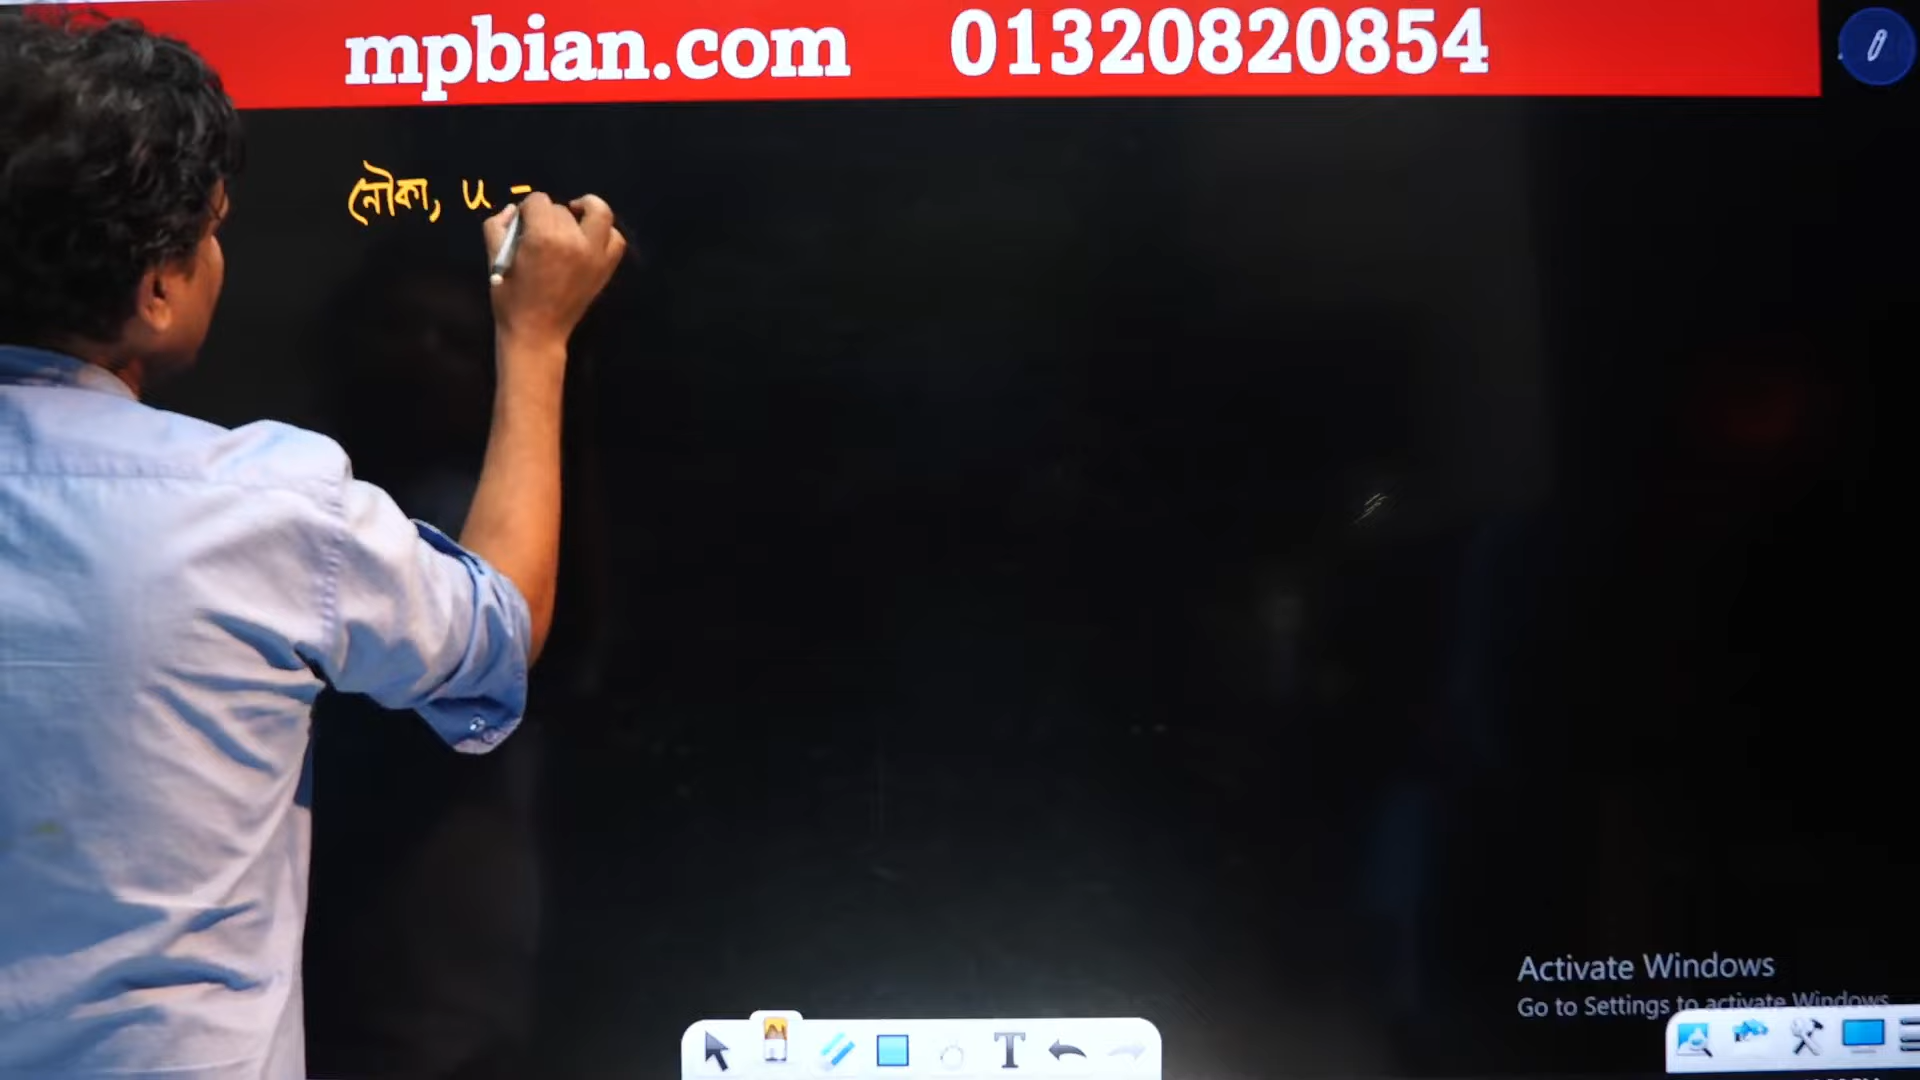 mpbian.com 01320820854
নৌকা, u =
Activate Windows
Go to Settings to activate Windows.
T